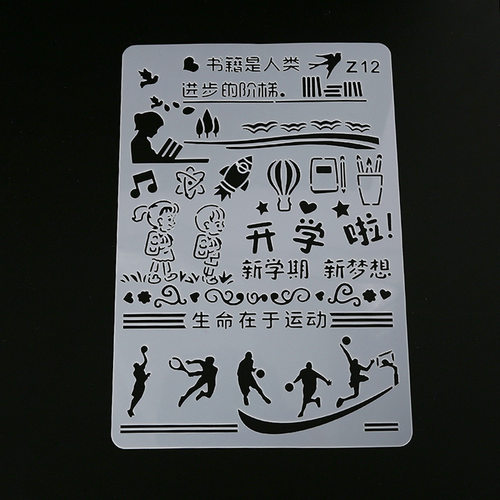 书籍是人类 Z12
进步的阶梯.
开学啦!
新学期 新梦想
生命在于运动